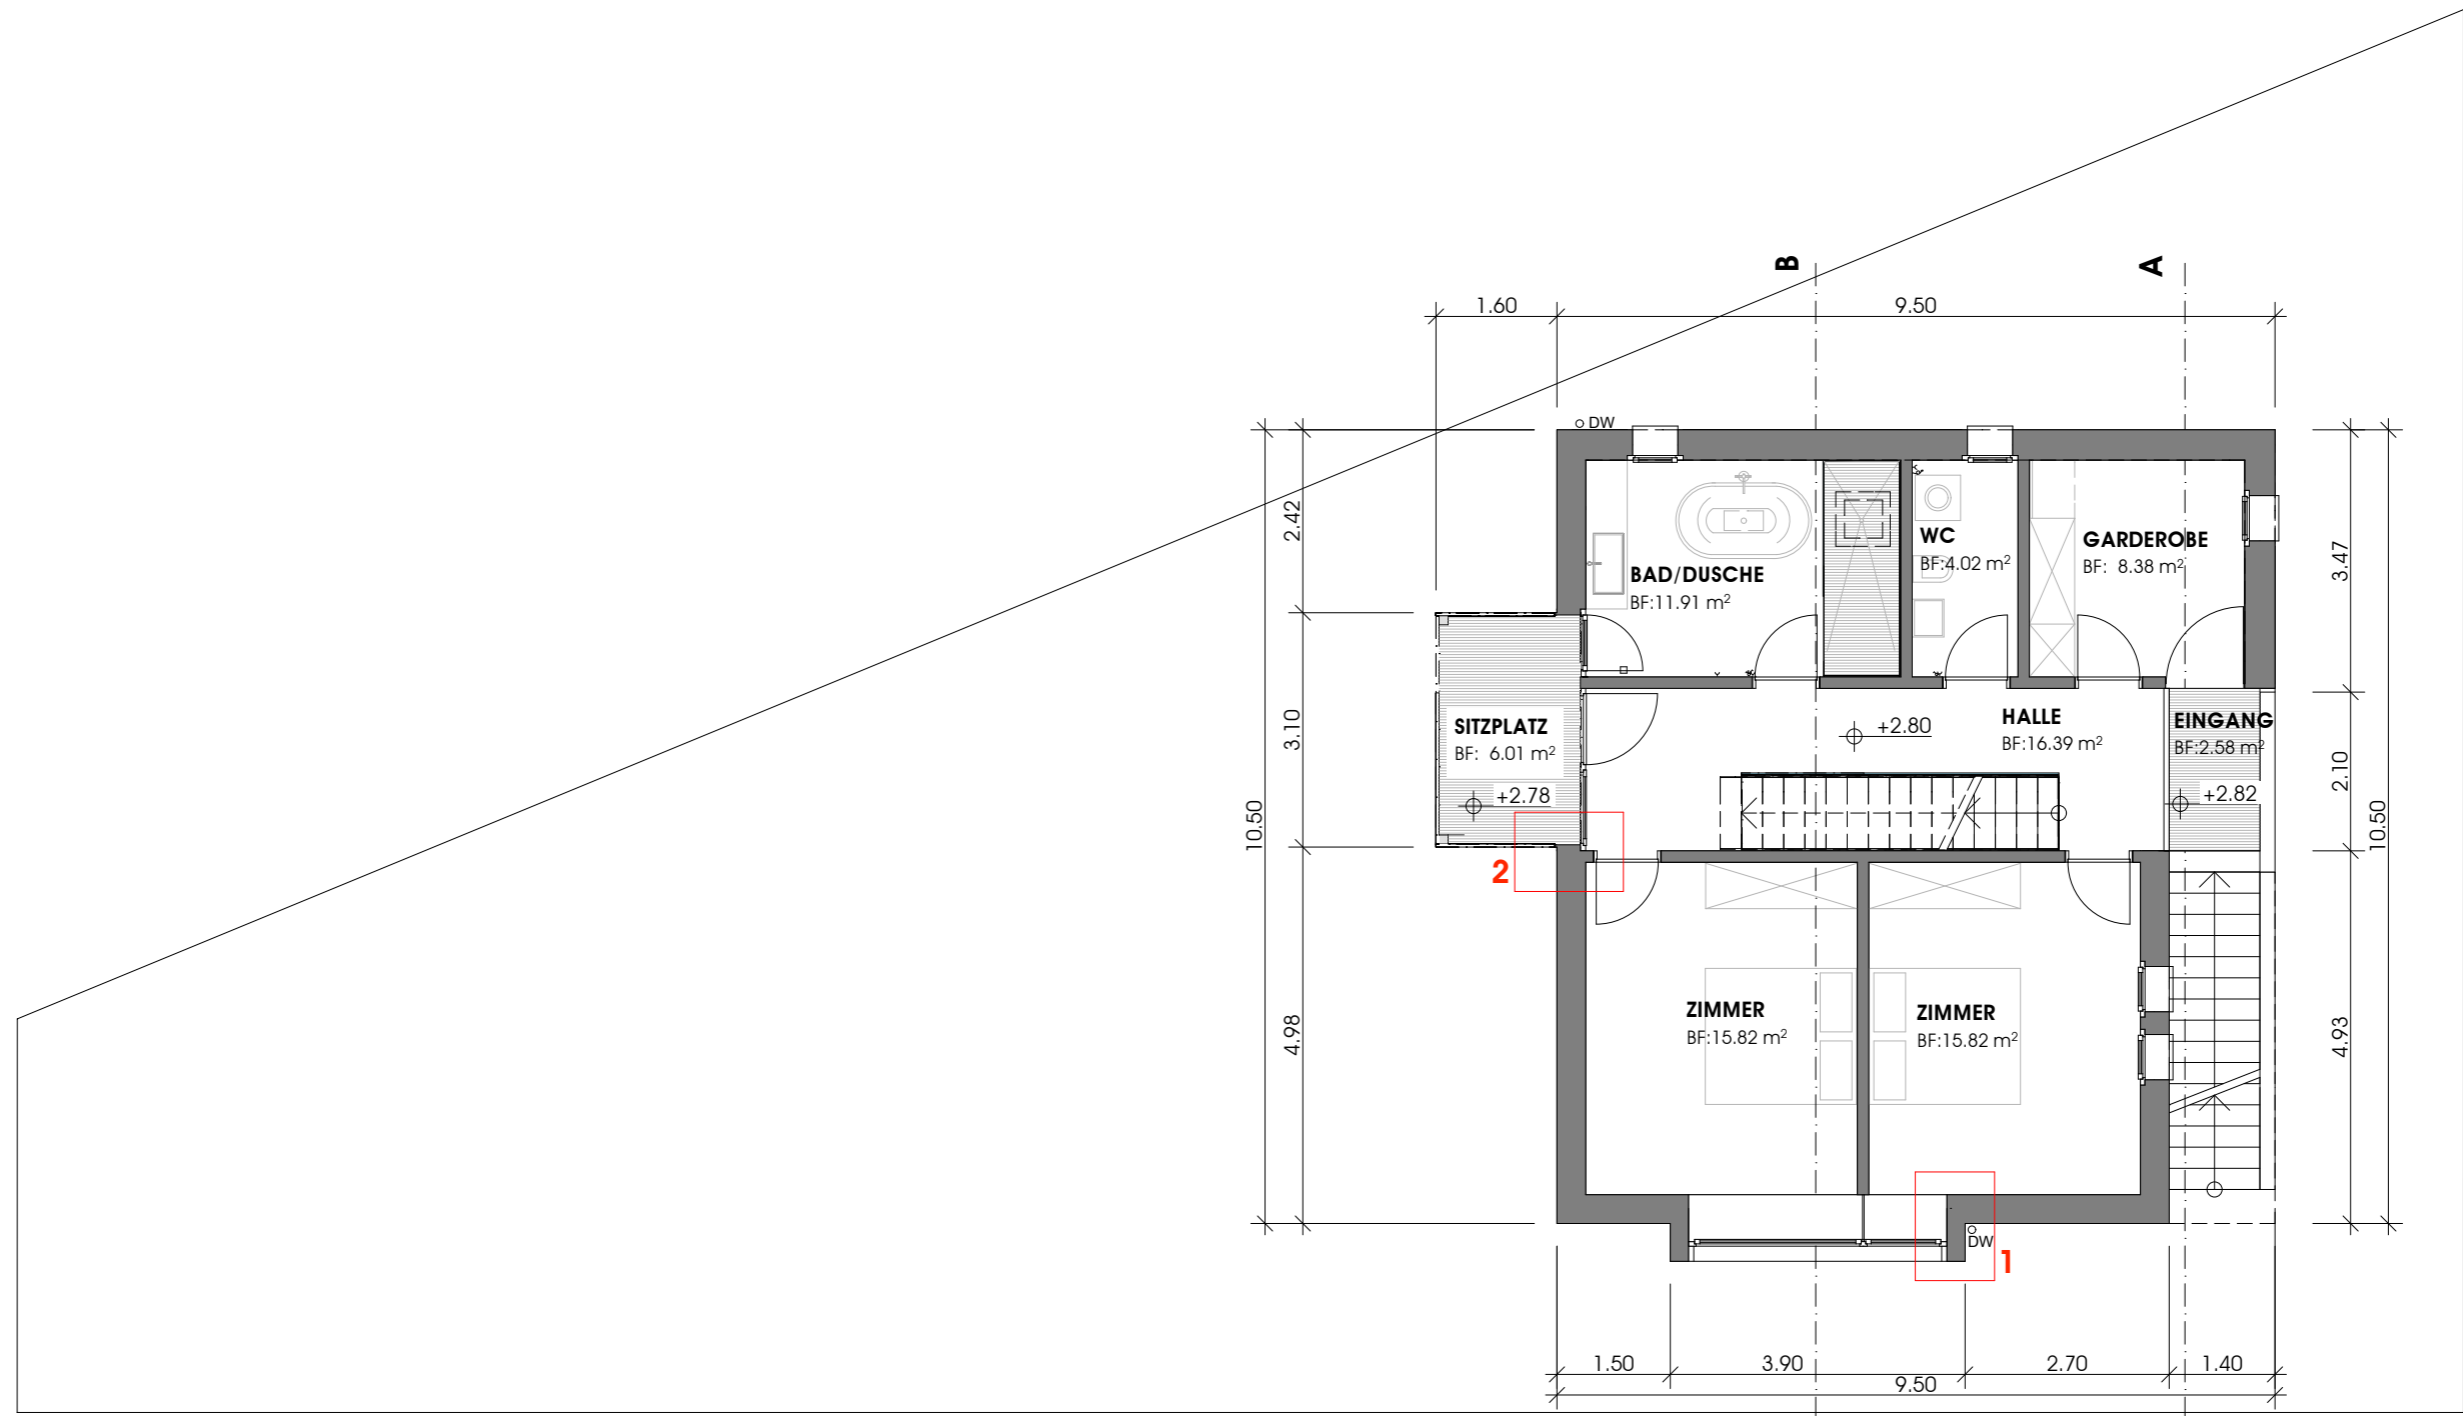 B
A
1.60
9.50
DW
2.42
3.47
WC
BF:4.02 m²
GARDEROBE
BF: 8.38 m²
BAD/DUSCHE
BF:11.91 m²
3.10
SITZPLATZ
BF: 6.01 m²
+2.78
+2.80
HALLE
BF:16.39 m²
EINGANG
BF:2.58 m²
+2.82
2.10
10.50
10.50
2
4.98
ZIMMER
BF:15.82 m²
ZIMMER
BF:15.82 m²
4.93
DW
1
1.50
3.90
2.70
1.40
9.50